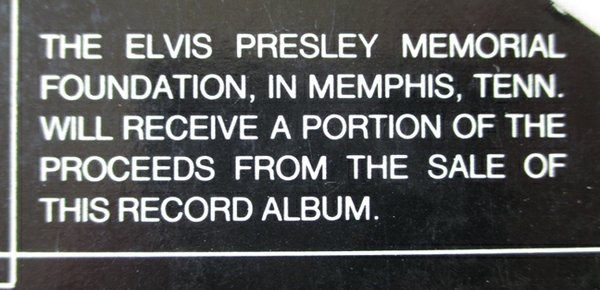 THE ELVIS PRESLEY MEMORIAL
FOUNDATION, IN MEMPHIS, TENN.
WILL RECEIVE A PORTION OF THE
PROCEEDS FROM THE SALE OF
THIS RECORD ALBUM.